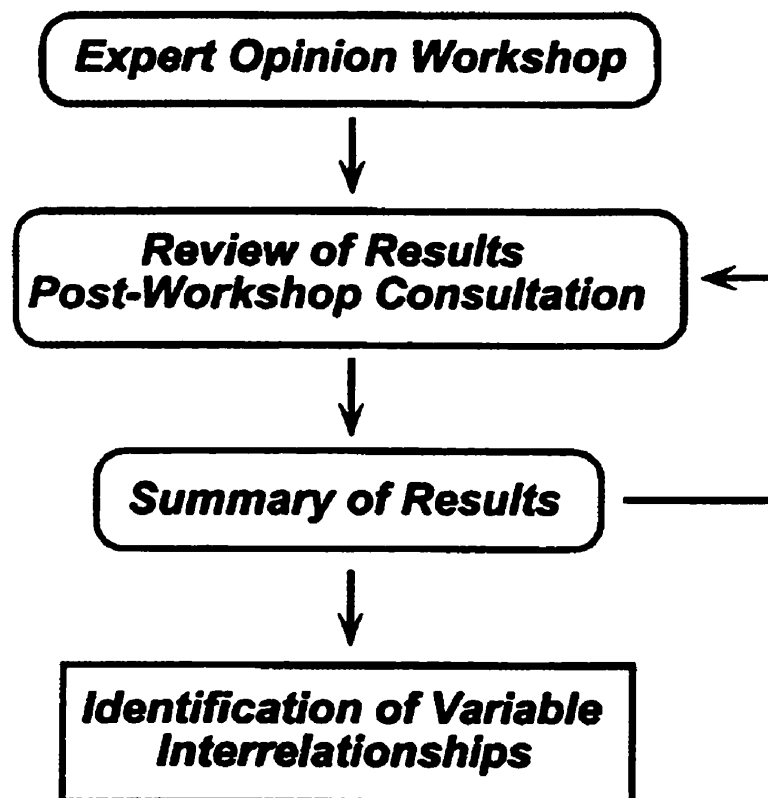 Expert Opinion Workshop
Review of Results
Post-Workshop Consultation
Summary of Results
Identification of Variable
Interrelationships